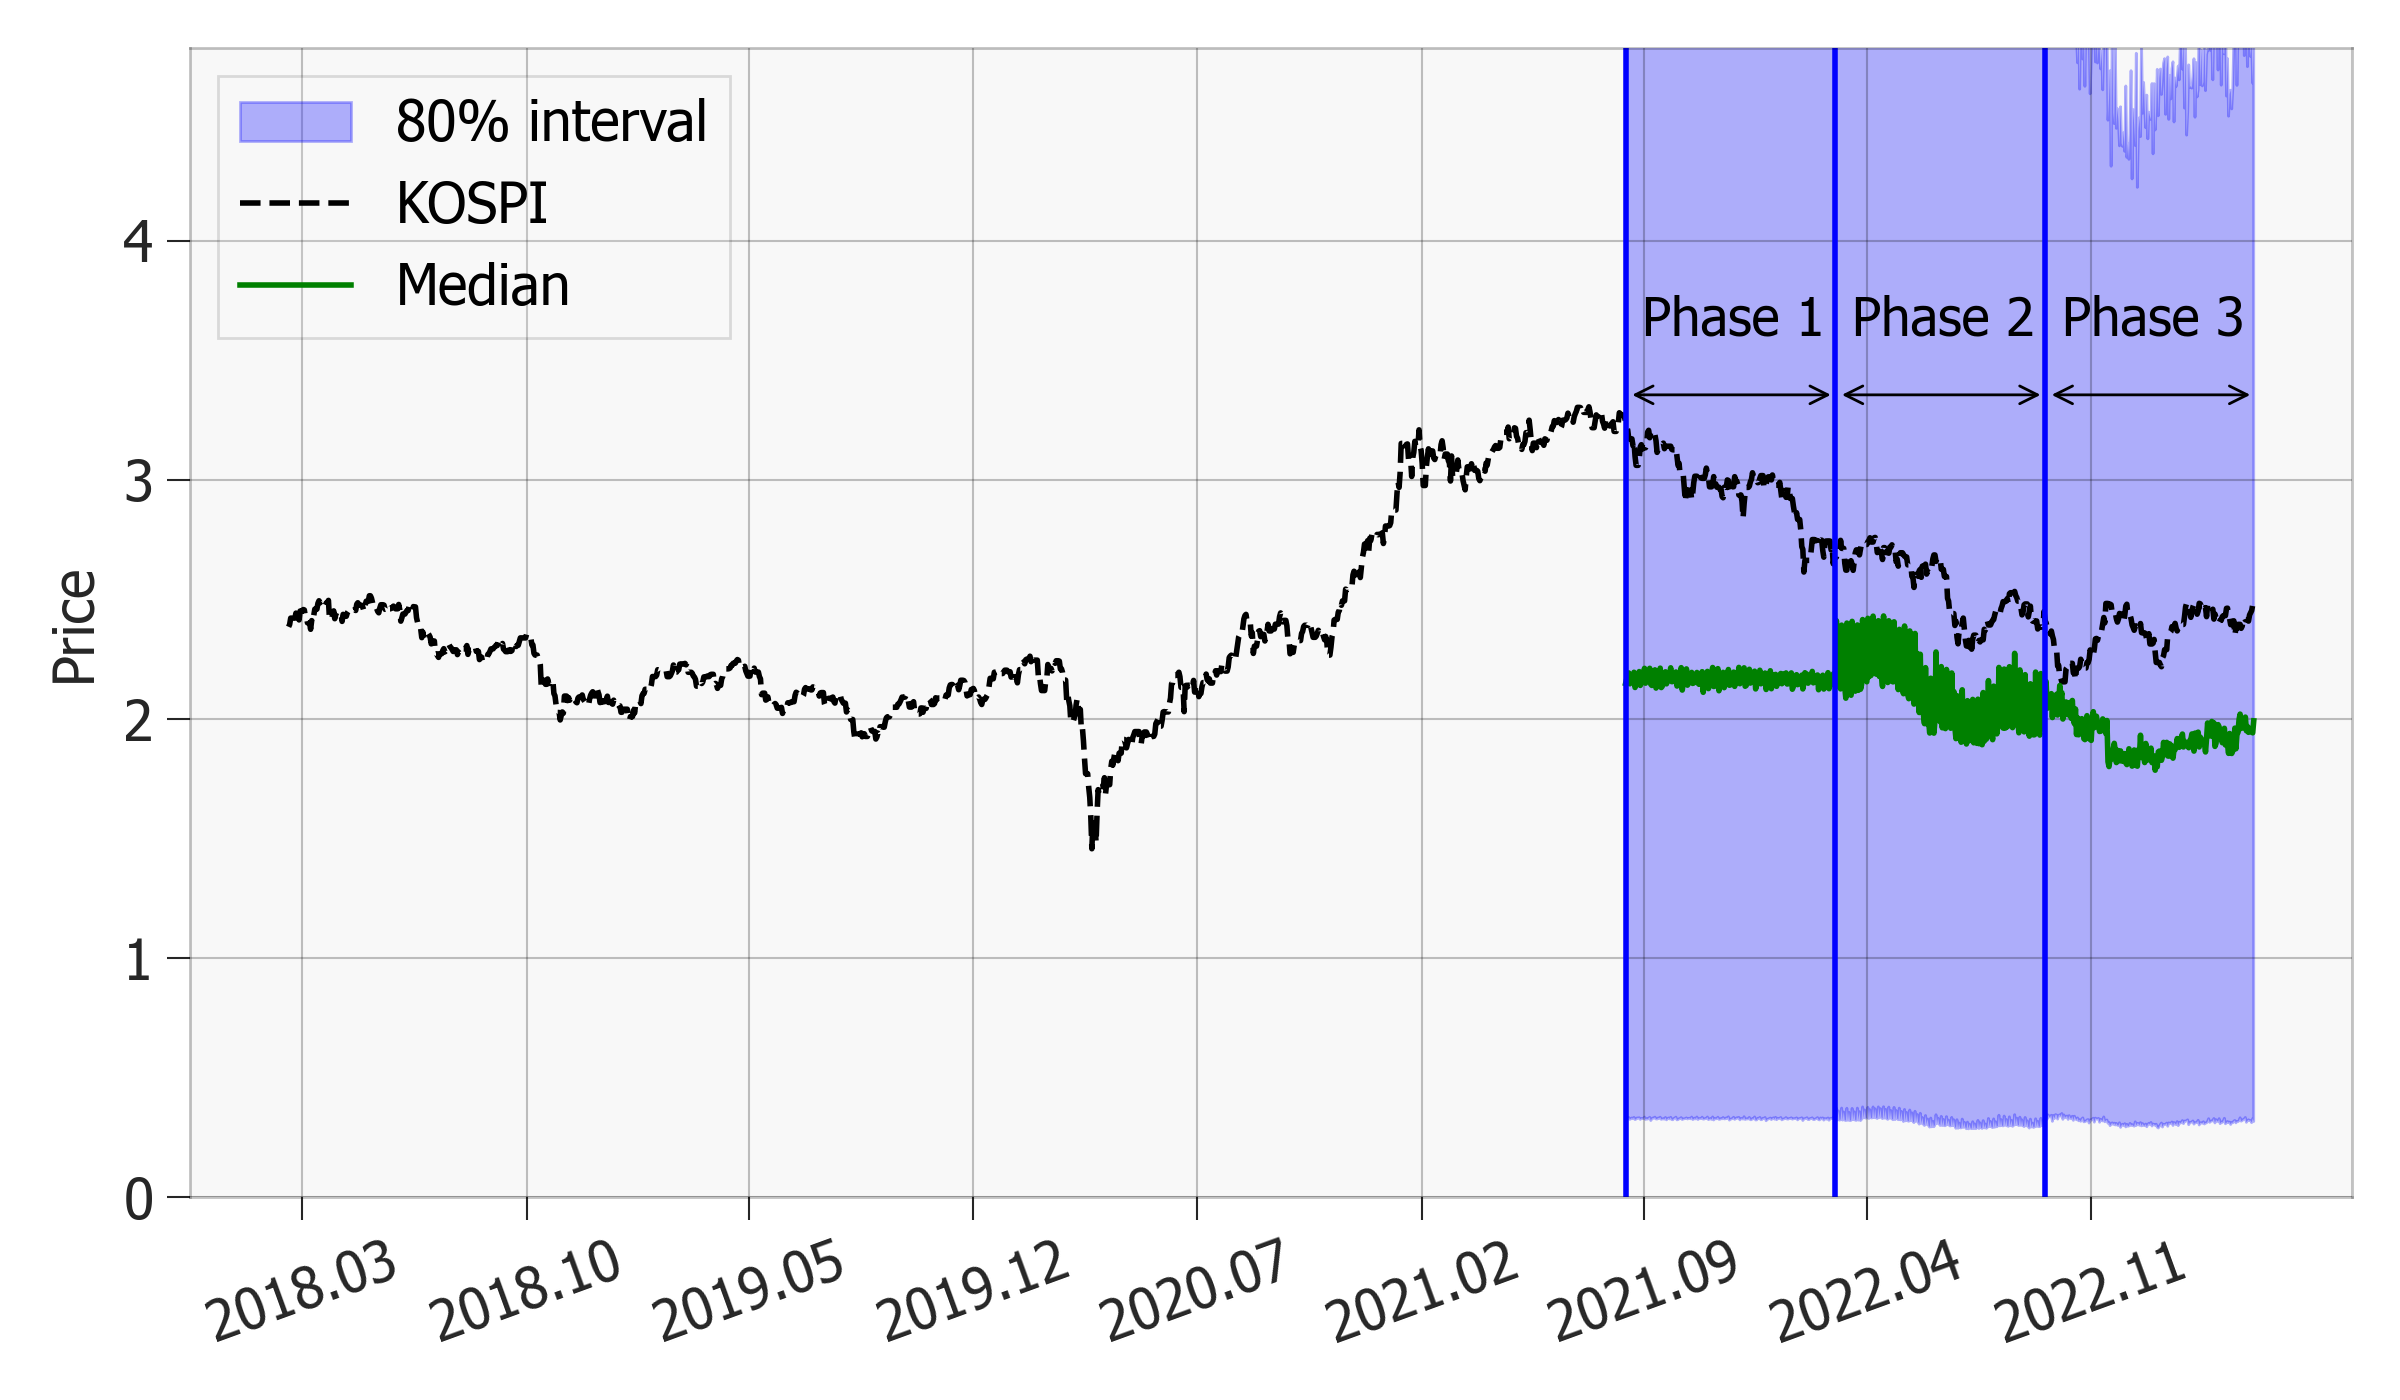 80% interval
KOSPI
Median
Phase 1
Phase 2
Phase 3
Price
4
3
2
1
0
2018.03
2018.10
2019.05
2019.12
2020.07
2021.02
2021.09
2022.04
2022.11